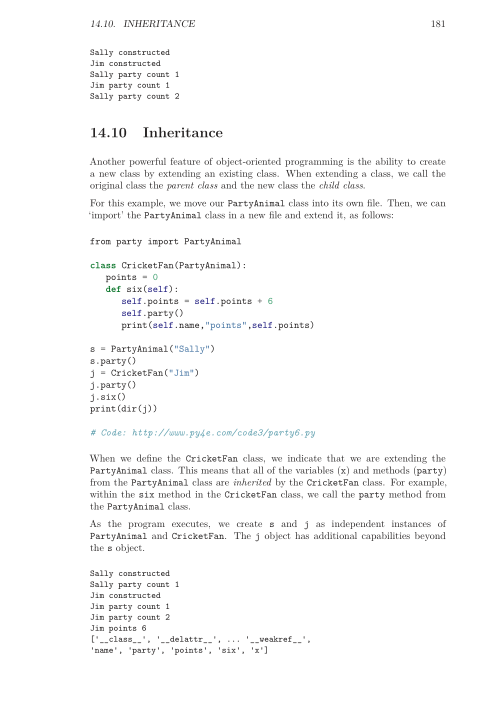 14.10. INHERITANCE 181
Sally constructed
Jim constructed
Sally party count 1
Jim party count 1
Sally party count 2
14.10 Inheritance
Another powerful feature of object-oriented programming is the ability to create
a new class by extending an existing class. When extending a class, we call the
original class the parent class and the new class the child class.
For this example, we move our PartyAnimal class into its own file. Then, we can
‘import’ the PartyAnimal class in a new file and extend it, as follows:
from party import PartyAnimal
class CricketFan(PartyAnimal):
   points = 0
   def six(self):
      self.points = self.points + 6
      self.party()
      print(self.name,"points",self.points)
s = PartyAnimal("Sally")
s.party()
j = CricketFan("Jim")
j.party()
j.six()
print(dir(j))
# Code: http://www.py4e.com/code3/party6.py
When we define the CricketFan class, we indicate that we are extending the
PartyAnimal class. This means that all of the variables (x) and methods (party)
from the PartyAnimal class are inherited by the CricketFan class. For example,
within the six method in the CricketFan class, we call the party method from
the PartyAnimal class.
As the program executes, we create s and j as independent instances of
PartyAnimal and CricketFan. The j object has additional capabilities beyond
the s object.
Sally constructed
Sally party count 1
Jim constructed
Jim party count 1
Jim party count 2
Jim points 6
['__class__', '__delattr__', ... '__weakref__',
'name', 'party', 'points', 'six', 'x']